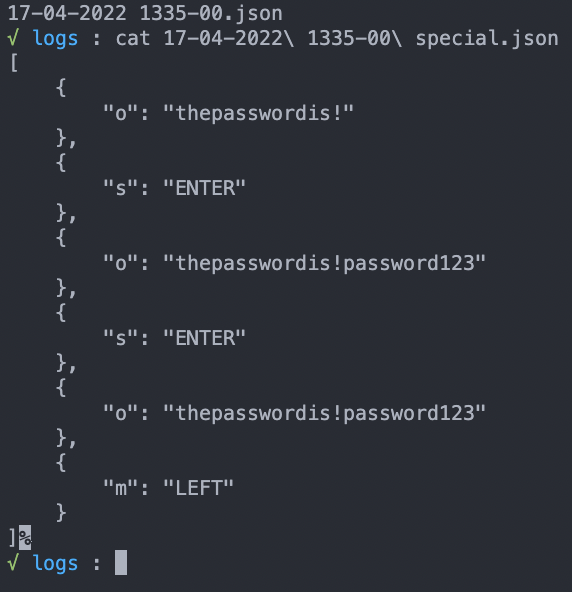 17-04-2022 1335-00.json
√ logs : cat 17-04-2022\ 1335-00\ special.json
[
    {
        "o": "thepasswordis!"
    },
    {
        "s": "ENTER"
    },
    {
        "o": "thepasswordis!password123"
    },
    {
        "s": "ENTER"
    },
    {
        "o": "thepasswordis!password123"
    },
    {
        "m": "LEFT"
    }
]%
√ logs :